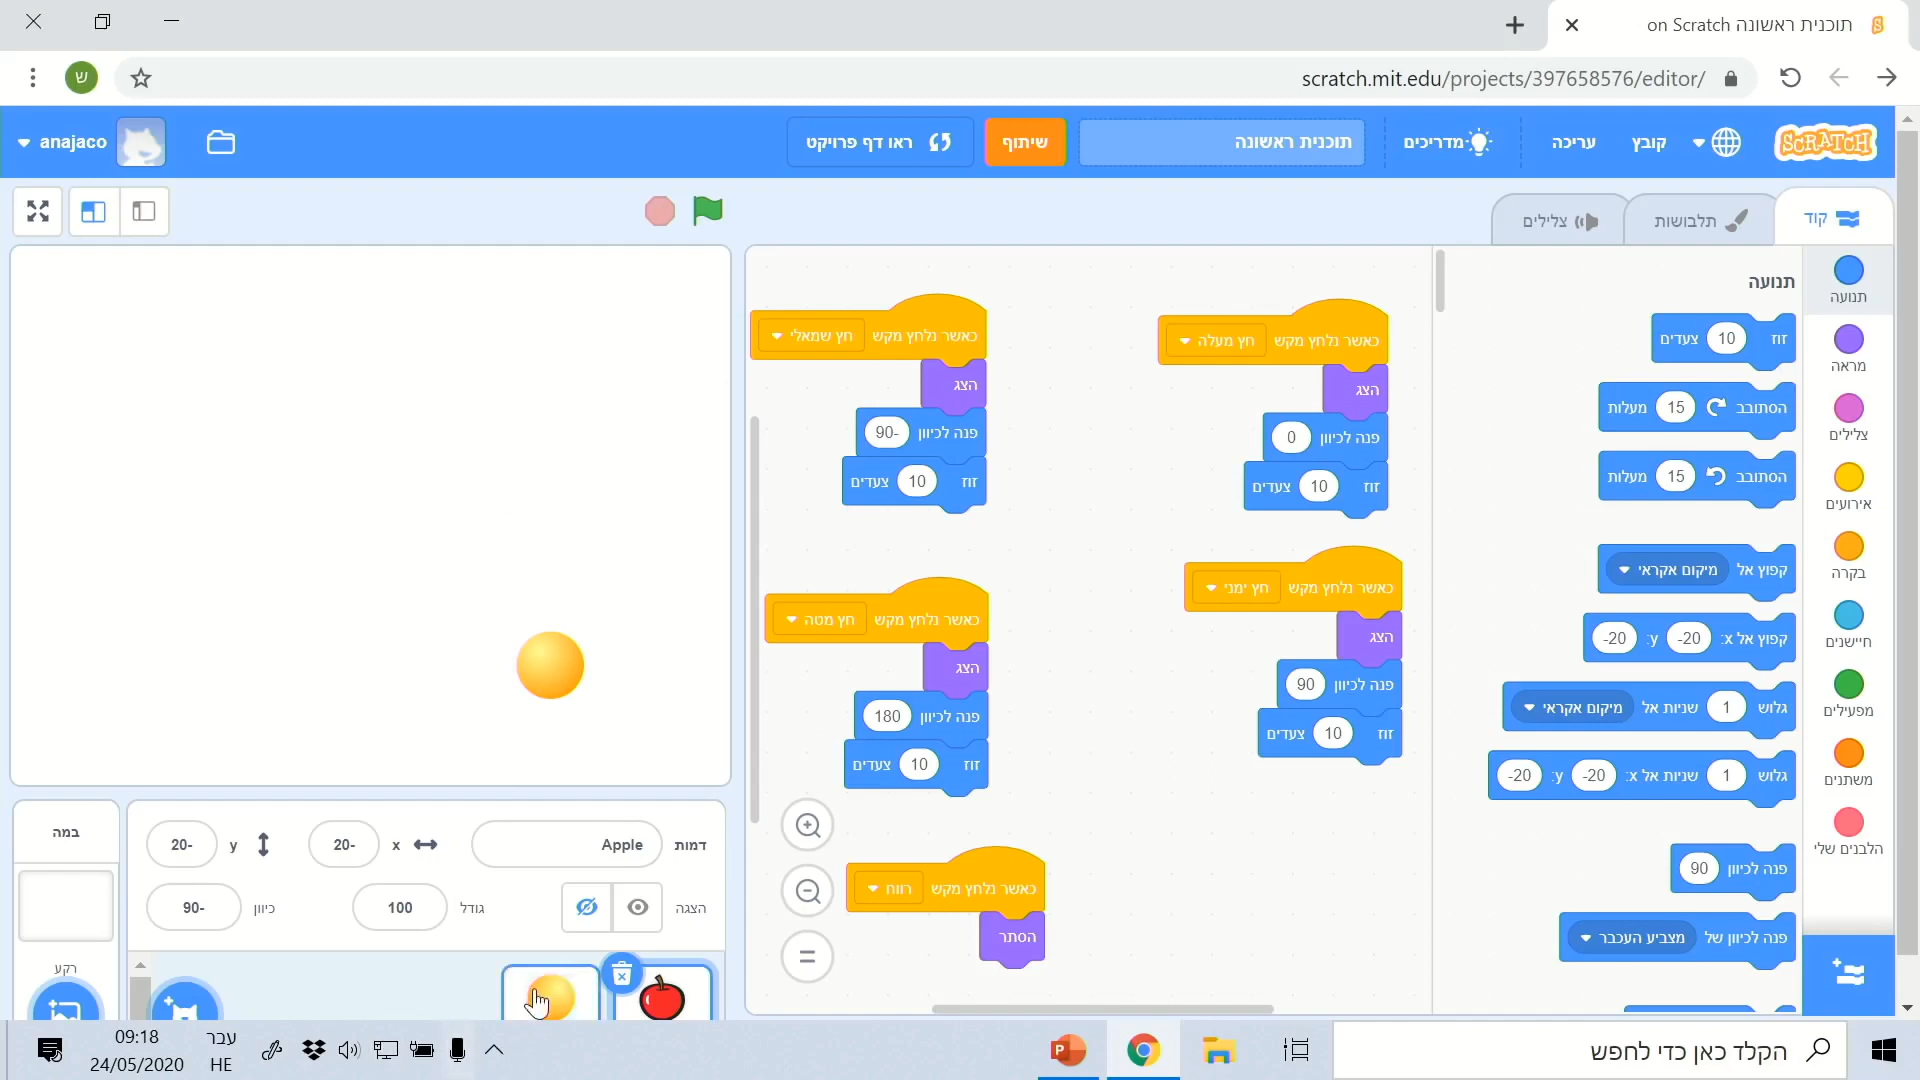 תוכנית ראשונה on Scratch
scratch.mit.edu/projects/397658576/editor/
ש
SCRATCH
קובץ
עריכה
מדריכים
תוכנית ראשונה
שיתוף
ראו דף פרויקט
anajaco
קוד
תלבושות
צלילים
תנועה
מראה
צלילים
אירועים
בקרה
חיישנים
מפעילים
משתנים
הלבנים שלי
תנועה
זוז 10 צעדים
הסתובב 15 מעלות
הסתובב 15 מעלות
קפוץ אל מיקום אקראי
קפוץ אל x: -20 y: -20
גלוש 1 שניות אל מיקום אקראי
גלוש 1 שניות אל x: -20 y: -20
פנה לכיוון 90
פנה לכיוון של מצביע העכבר
כאשר נלחץ מקש חץ מעלה
הצג
פנה לכיוון 0
זוז 10 צעדים
כאשר נלחץ מקש חץ ימני
הצג
פנה לכיוון 90
זוז 10 צעדים
כאשר נלחץ מקש חץ שמאלי
הצג
פנה לכיוון 90-
זוז 10 צעדים
כאשר נלחץ מקש חץ מטה
הצג
פנה לכיוון 180
זוז 10 צעדים
כאשר נלחץ מקש רווח
הסתר
דמות Apple x 20- y 20-
הצגה גודל 100 כיוון 90-
במה
רקע
הקלד כאן כדי לחפש
עבר
HE
09:18
24/05/2020